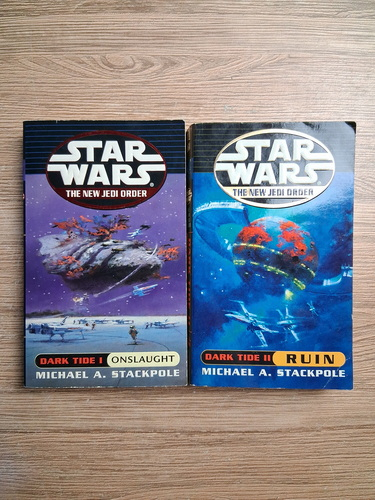 STAR
WARS®
THE NEW JEDI ORDER
DARK TIDE I ONSLAUGHT
MICHAEL A. STACKPOLE
STAR
WARS
THE NEW JEDI ORDER
DARK TIDE II RUIN
MICHAEL A. STACKPOLE